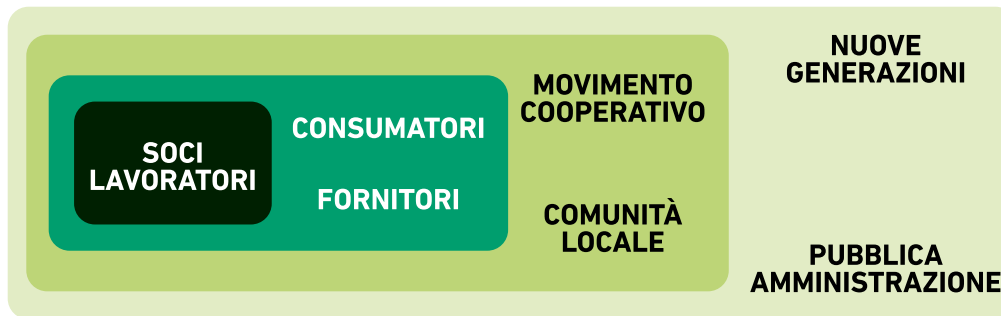 SOCI
LAVORATORI
CONSUMATORI
FORNITORI
MOVIMENTO
COOPERATIVO
COMUNITÀ
LOCALE
NUOVE
GENERAZIONI
PUBBLICA
AMMINISTRAZIONE